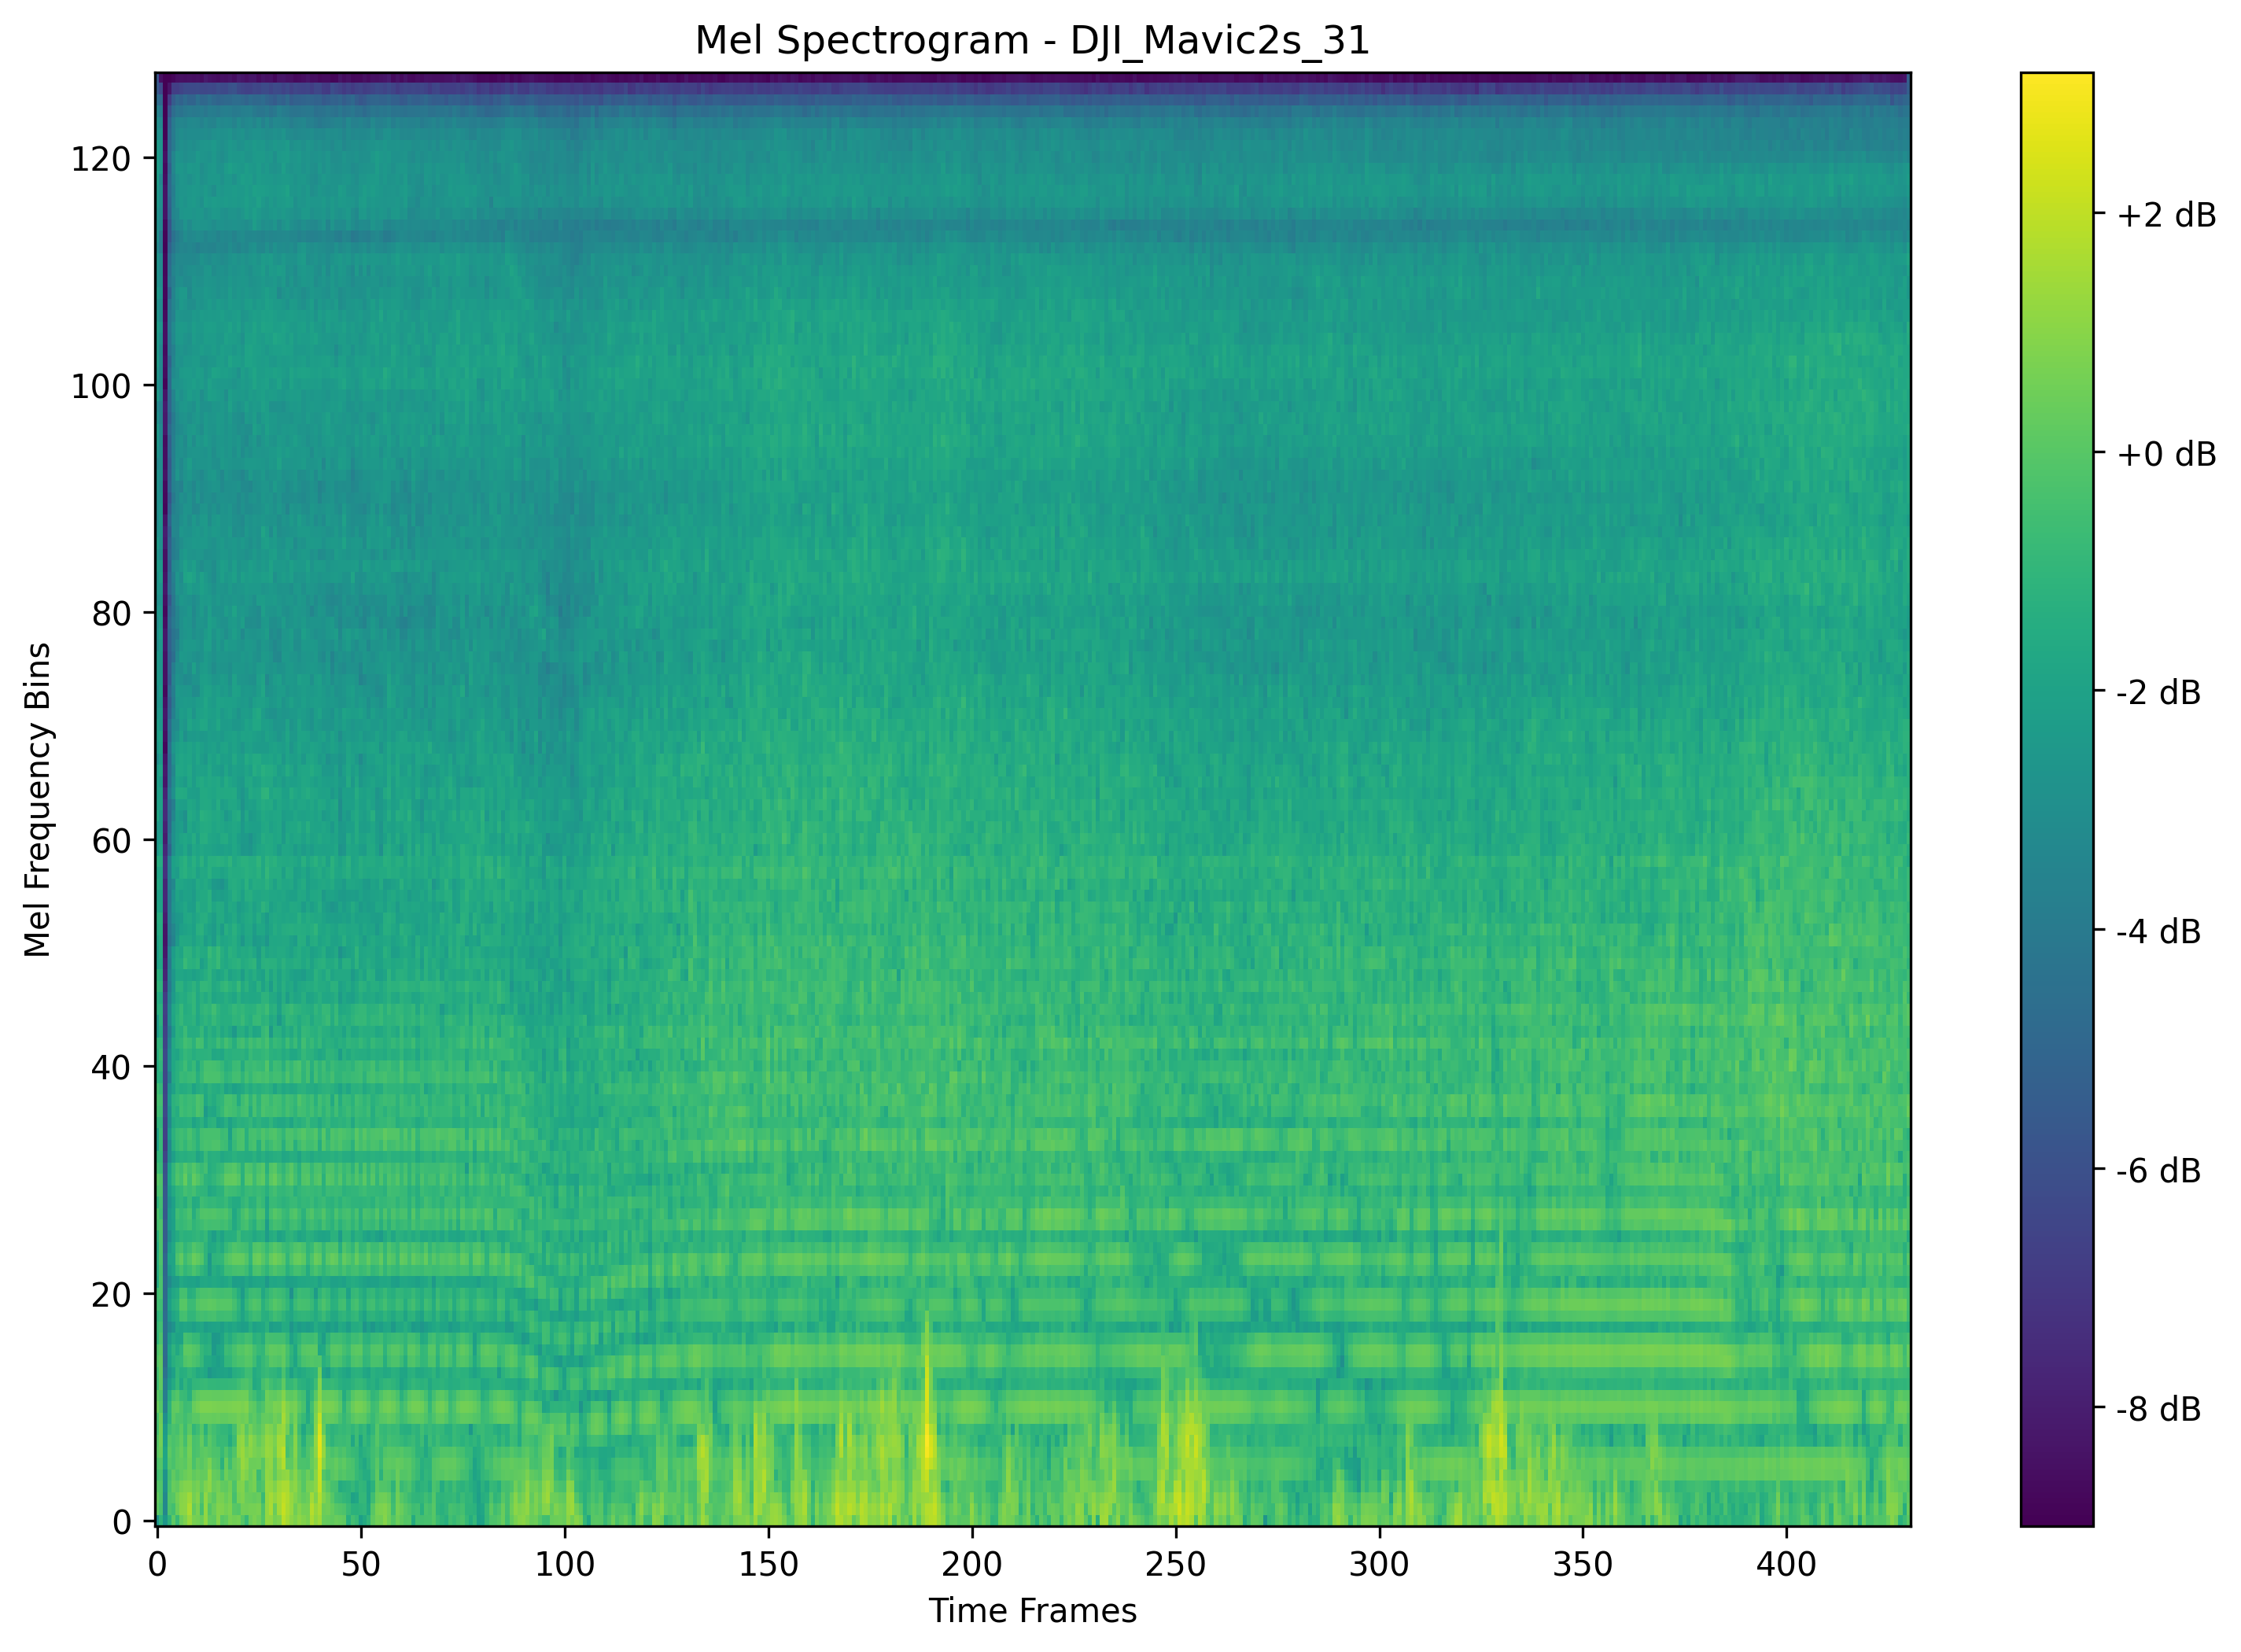 Mel Spectrogram - DJI_Mavic2s_31
120
100
80
60
40
20
0
Mel Frequency Bins
0 50 100 150 200 250 300 350 400
Time Frames
+2 dB
+0 dB
-2 dB
-4 dB
-6 dB
-8 dB